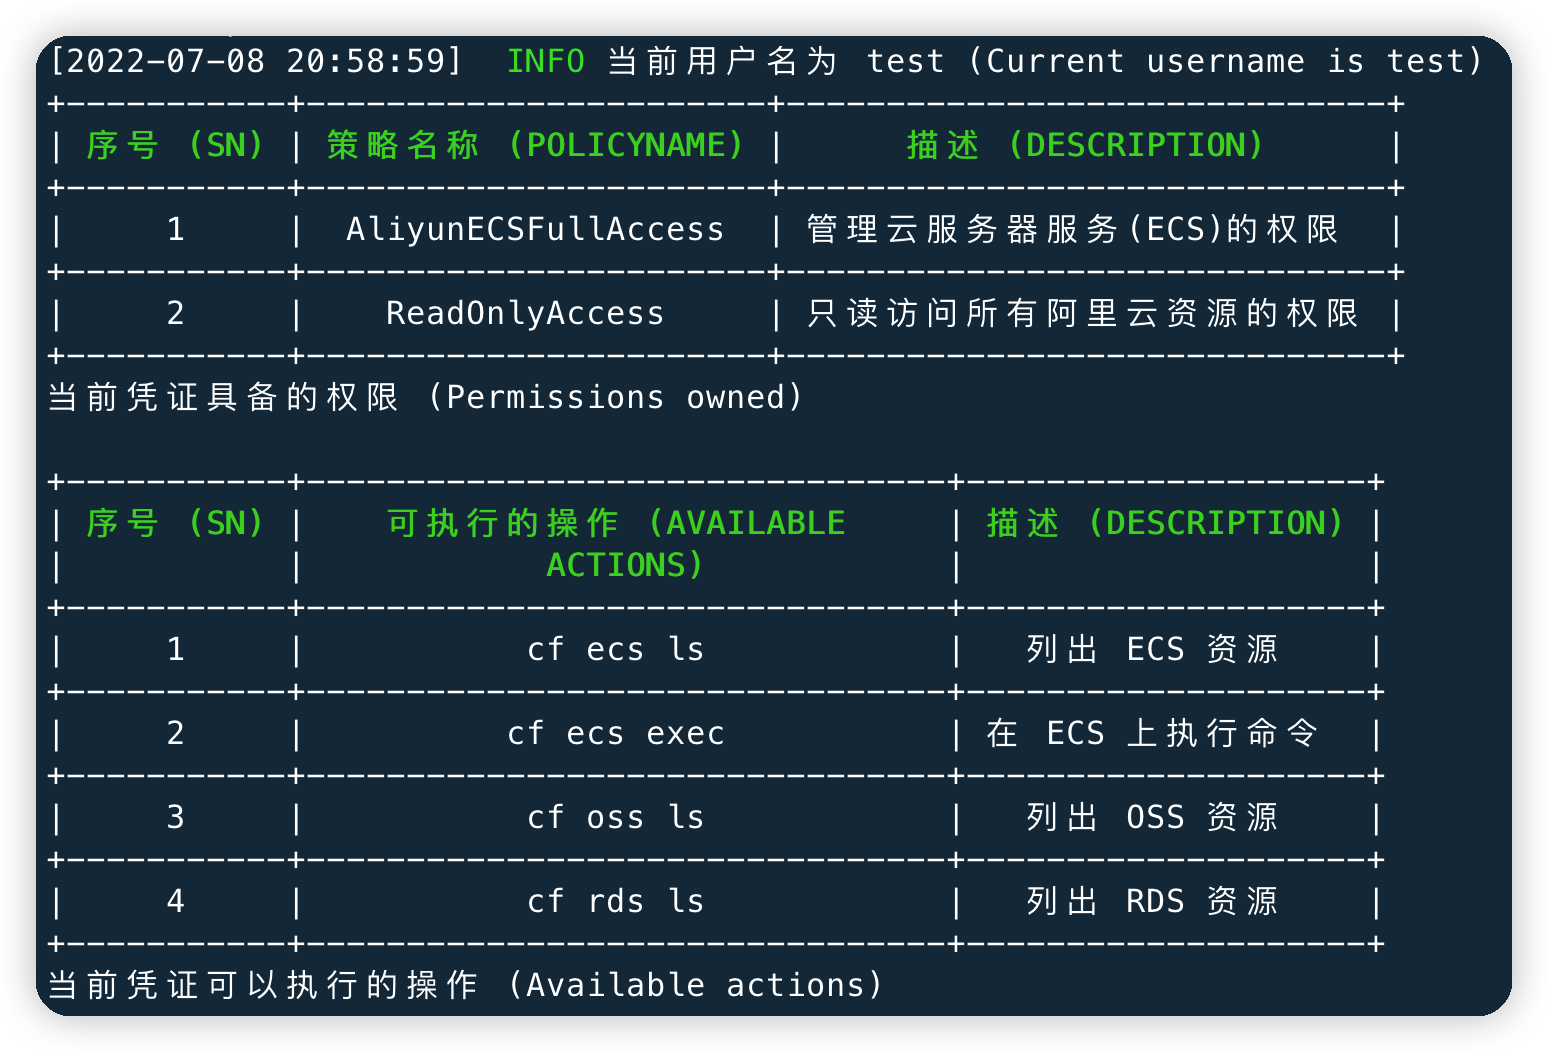 [2022-07-08 20:58:59] INFO 当前用户名为 test (Current username is test)
序号 (SN) | 策略名称 (POLICYNAME) | 描述 (DESCRIPTION)
1 | AliyunECSFullAccess | 管理云服务器服务(ECS)的权限
2 | ReadOnlyAccess | 只读访问所有阿里云资源的权限
当前凭证具备的权限 (Permissions owned)
序号 (SN) | 可执行的操作 (AVAILABLE | 描述 (DESCRIPTION)
ACTIONS)
1 | cf ecs ls | 列出 ECS 资源
2 | cf ecs exec | 在 ECS 上执行命令
3 | cf oss ls | 列出 OSS 资源
4 | cf rds ls | 列出 RDS 资源
当前凭证可以执行的操作 (Available actions)